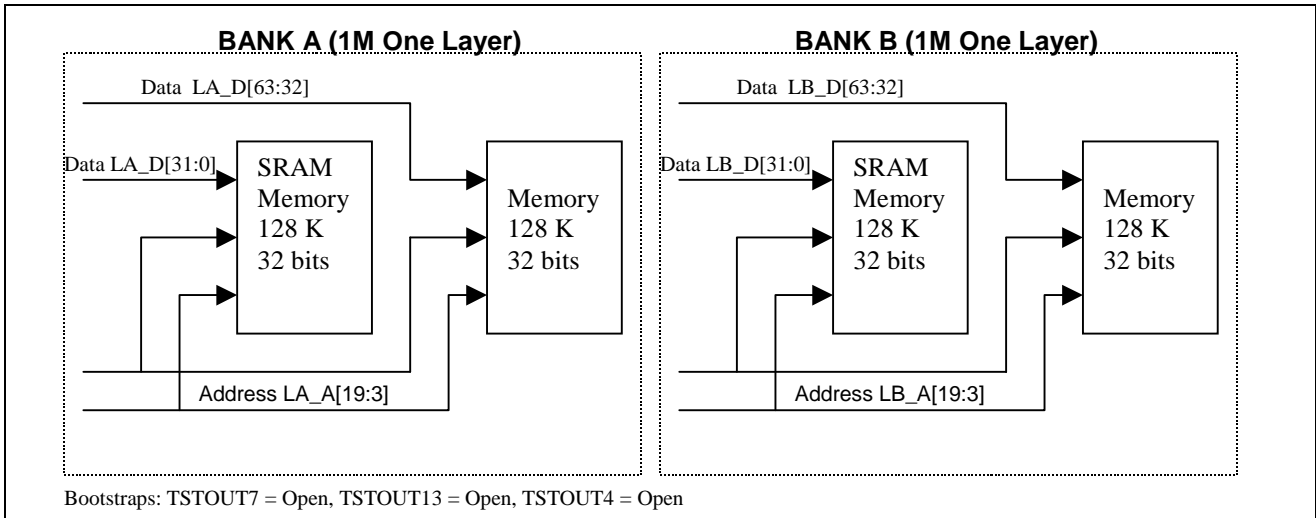 BANK A (1M One Layer)
Data LA_D[63:32]
Data LA_D[31:0]
SRAM
Memory
128 K
32 bits
Memory
128 K
32 bits
Address LA_A[19:3]
BANK B (1M One Layer)
Data LB_D[63:32]
Data LB_D[31:0]
SRAM
Memory
128 K
32 bits
Memory
128 K
32 bits
Address LB_A[19:3]
Bootstraps: TSTOUT7 = Open, TSTOUT13 = Open, TSTOUT4 = Open